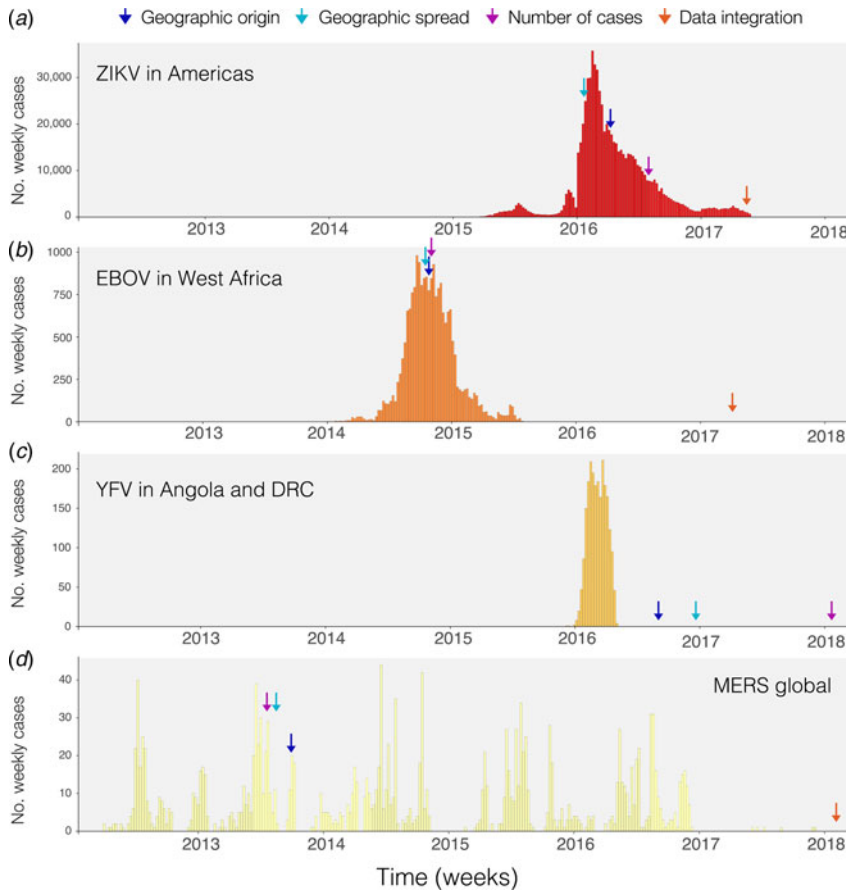 (a) Geographic origin Geographic spread Number of cases Data integration
ZIKV in Americas
No. weekly cases
30,000
20,000
10,000
0
2013 2014 2015 2016 2017 2018
(b)
EBOV in West Africa
No. weekly cases
1000
750
500
250
0
2013 2014 2015 2016 2017 2018
(c)
YFV in Angola and DRC
No. weekly cases
200
150
100
50
0
2013 2014 2015 2016 2017 2018
(d)
MERS global
No. weekly cases
40
30
20
10
0
2013 2014 2015 2016 2017 2018
Time (weeks)